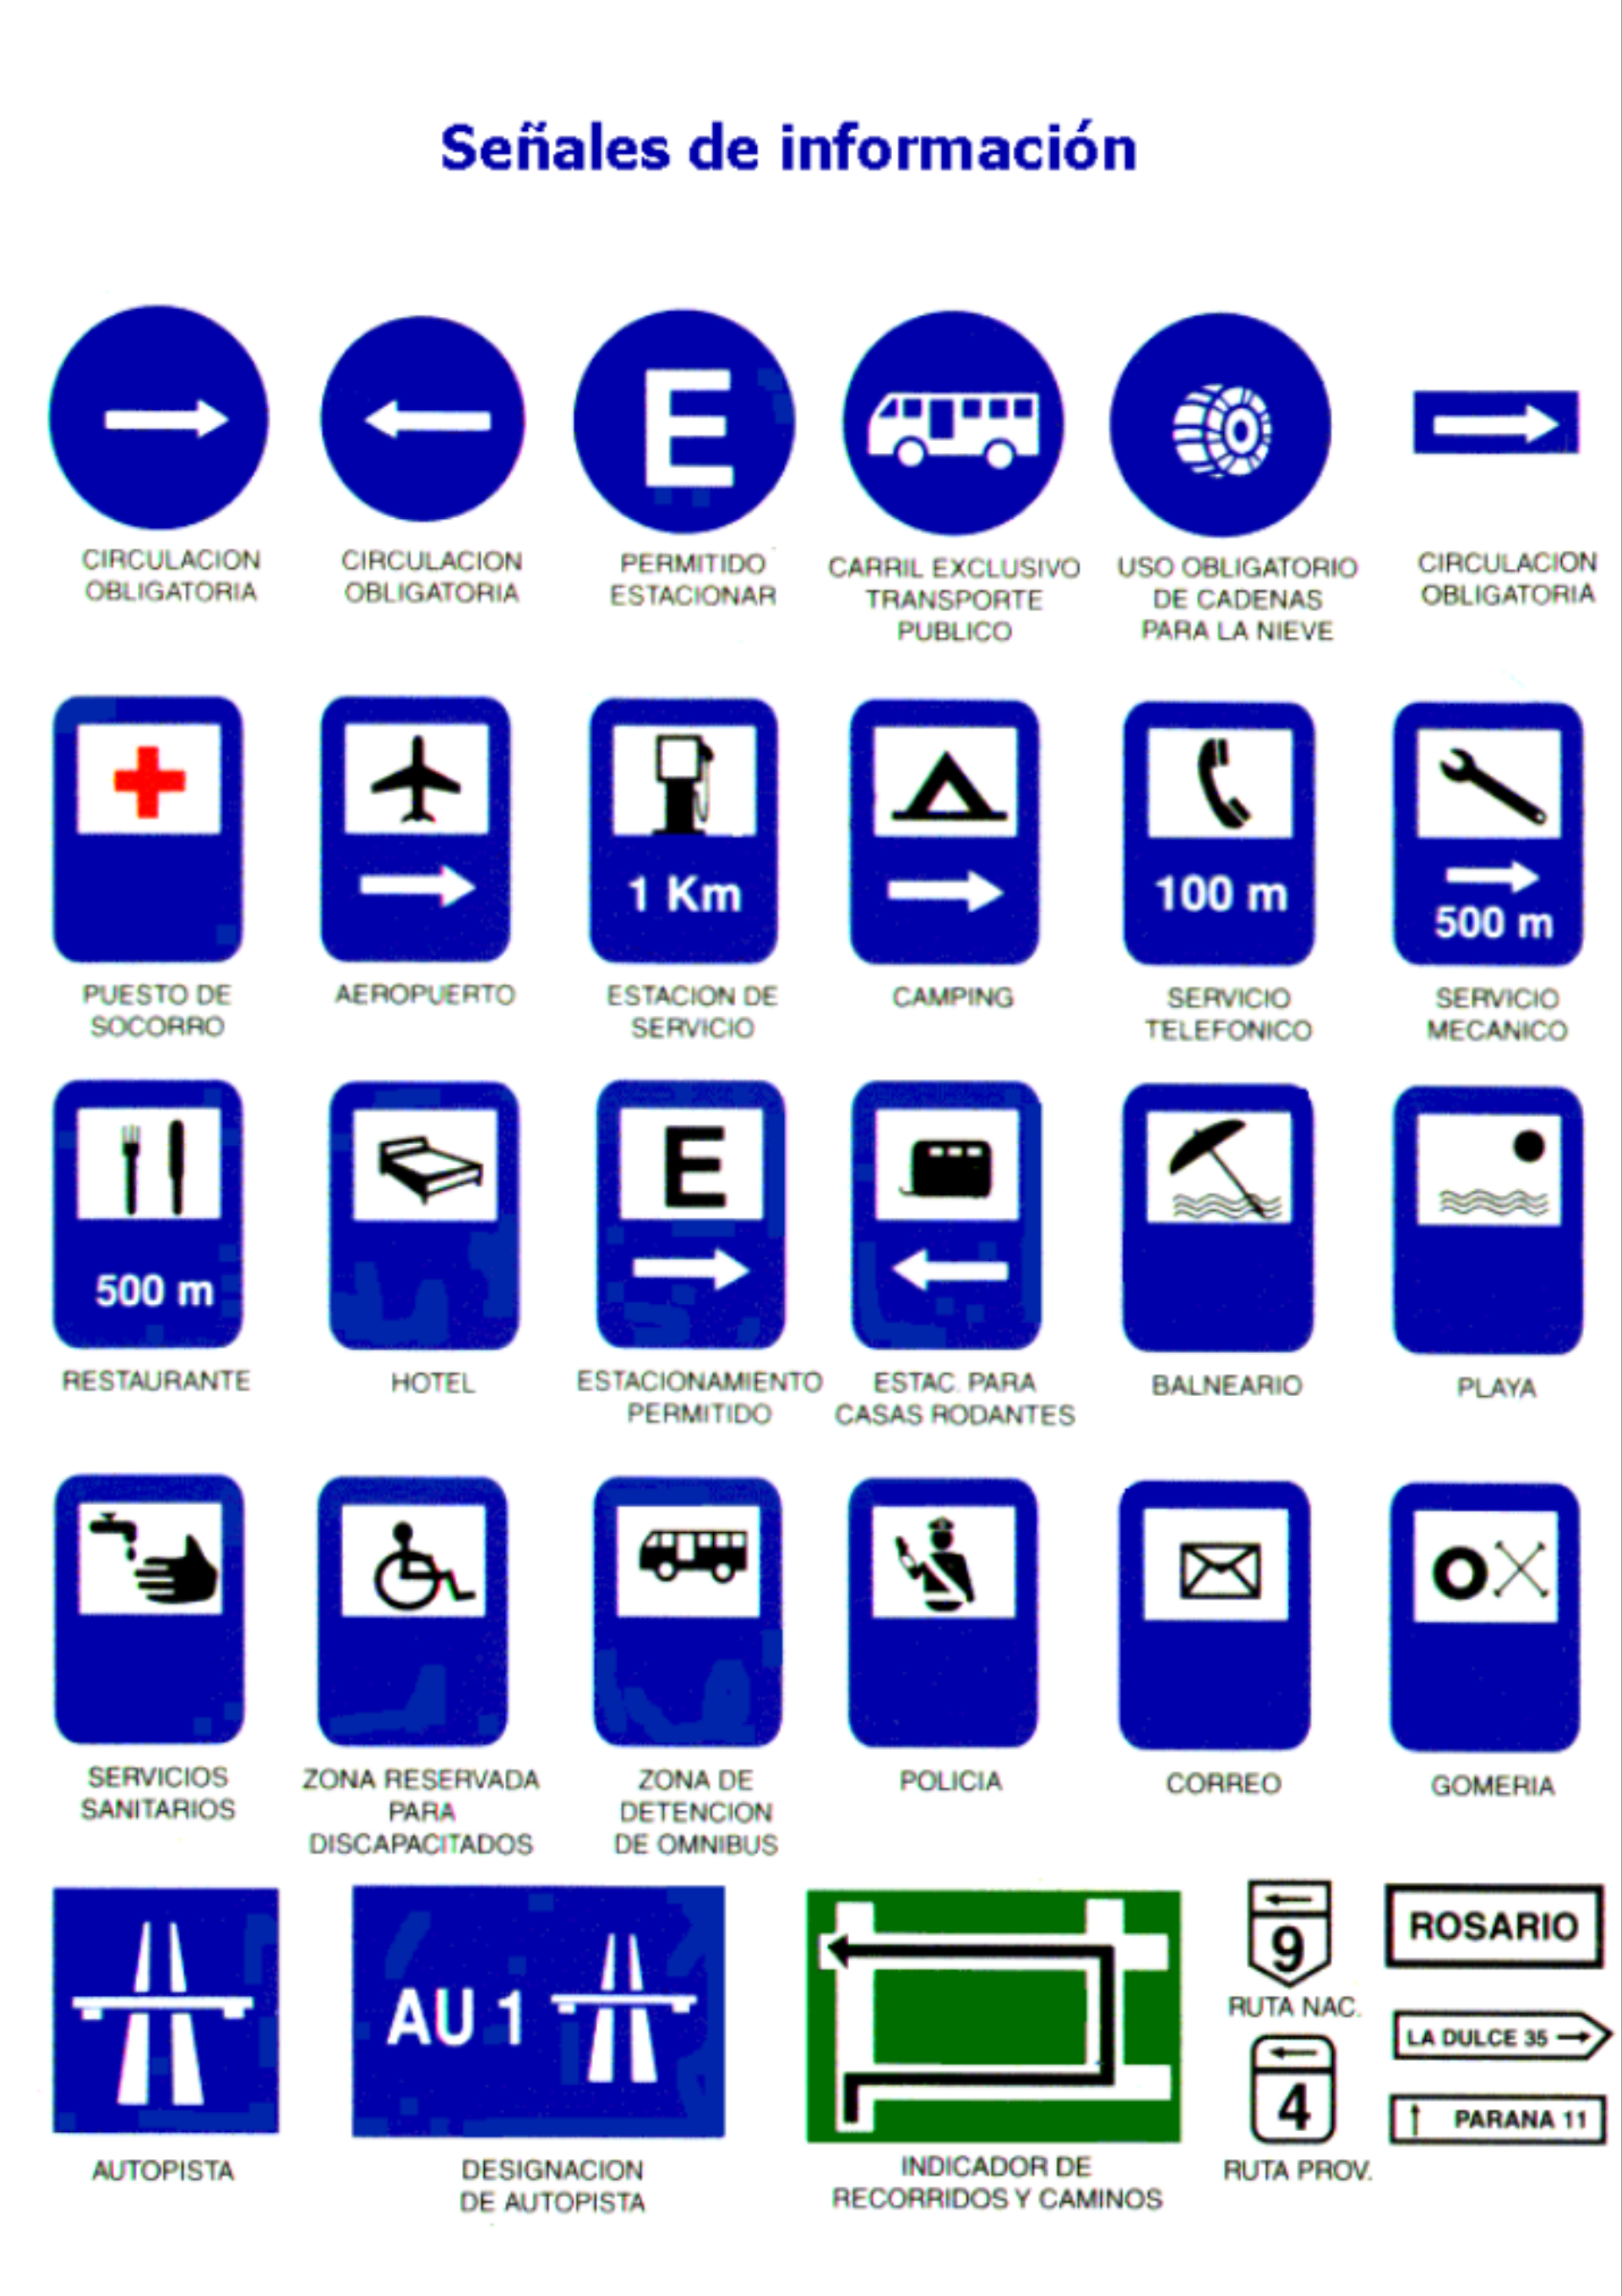 Señales de información
E
CIRCULACION
OBLIGATORIA
CIRCULACION
OBLIGATORIA
PERMITIDO
ESTACIONAR
CARRIL EXCLUSIVO
TRANSPORTE
PUBLICO
USO OBLIGATORIO
DE CADENAS
PARA LA NIEVE
CIRCULACION
OBLIGATORIA
1 Km
100 m
500 m
PUESTO DE
SOCORRO
AEROPUERTO
ESTACION DE
SERVICIO
CAMPING
SERVICIO
TELEFONICO
SERVICIO
MECANICO
500 m
E
RESTAURANTE
HOTEL
ESTACIONAMIENTO
PERMITIDO
ESTAC. PARA
CASAS RODANTES
BALNEARIO
PLAYA
SERVICIOS
SANITARIOS
ZONA RESERVADA
PARA
DISCAPACITADOS
ZONA DE
DETENCION
DE OMNIBUS
POLICIA
CORREO
GOMERIA
AUTOPISTA
AU 1
DESIGNACION
DE AUTOPISTA
INDICADOR DE
RECORRIDOS Y CAMINOS
9
RUTA NAC.
4
RUTA PROV.
ROSARIO
LA DULCE 35
PARANA 11